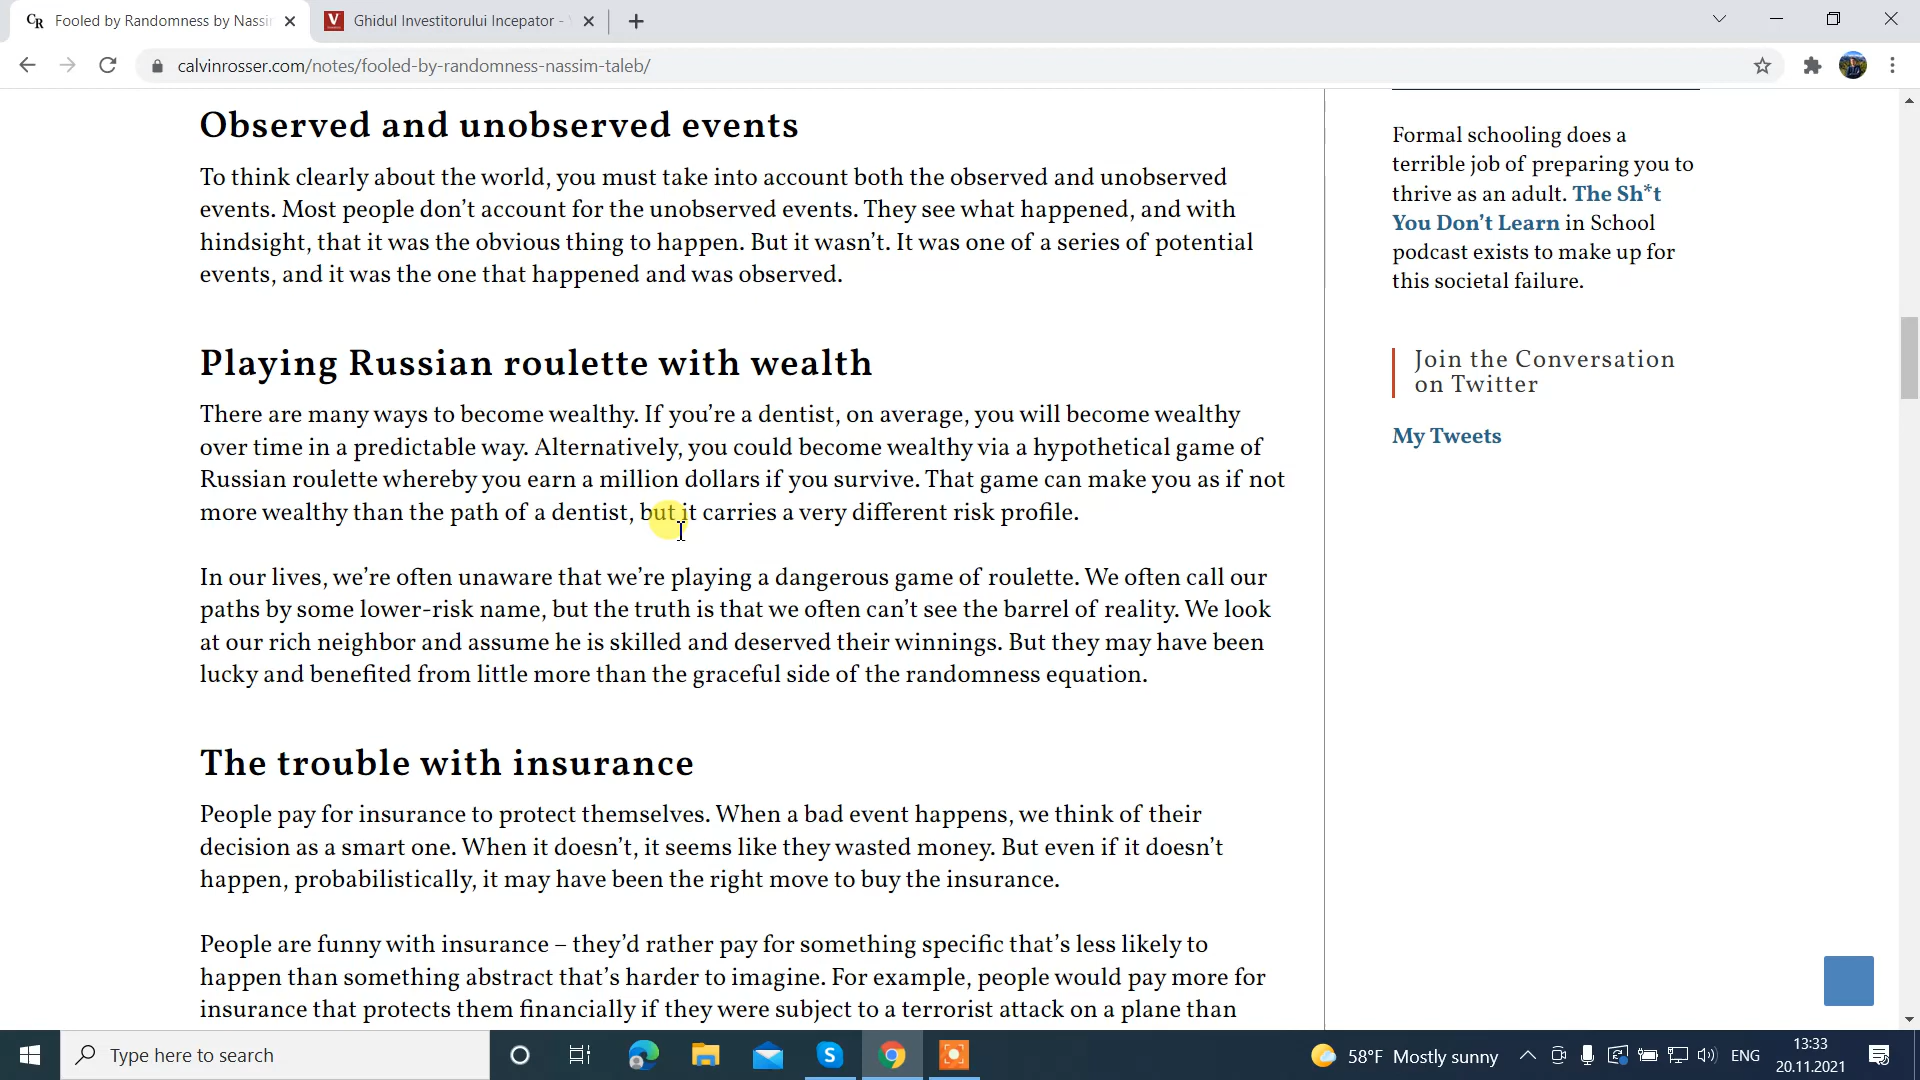 Fooled by Randomness by Nassi
Ghidul Investitorului Incepator -
calvinrosser.com/notes/fooled-by-randomness-nassim-taleb/
Observed and unobserved events
To think clearly about the world, you must take into account both the observed and unobserved
events. Most people don’t account for the unobserved events. They see what happened, and with
hindsight, that it was the obvious thing to happen. But it wasn’t. It was one of a series of potential
events, and it was the one that happened and was observed.
Playing Russian roulette with wealth
There are many ways to become wealthy. If you’re a dentist, on average, you will become wealthy
over time in a predictable way. Alternatively, you could become wealthy via a hypothetical game of
Russian roulette whereby you earn a million dollars if you survive. That game can make you as if not
more wealthy than the path of a dentist, but it carries a very different risk profile.
In our lives, we’re often unaware that we’re playing a dangerous game of roulette. We often call our
paths by some lower-risk name, but the truth is that we often can’t see the barrel of reality. We look
at our rich neighbor and assume he is skilled and deserved their winnings. But they may have been
lucky and benefited from little more than the graceful side of the randomness equation.
The trouble with insurance
People pay for insurance to protect themselves. When a bad event happens, we think of their
decision as a smart one. When it doesn’t, it seems like they wasted money. But even if it doesn’t
happen, probabilistically, it may have been the right move to buy the insurance.
People are funny with insurance – they’d rather pay for something specific that’s less likely to
happen than something abstract that’s harder to imagine. For example, people would pay more for
insurance that protects them financially if they were subject to a terrorist attack on a plane than
Formal schooling does a
terrible job of preparing you to
thrive as an adult. The Sh*t
You Don’t Learn in School
podcast exists to make up for
this societal failure.
Join the Conversation
on Twitter
My Tweets
Type here to search
58°F Mostly sunny
ENG
13:33
20.11.2021